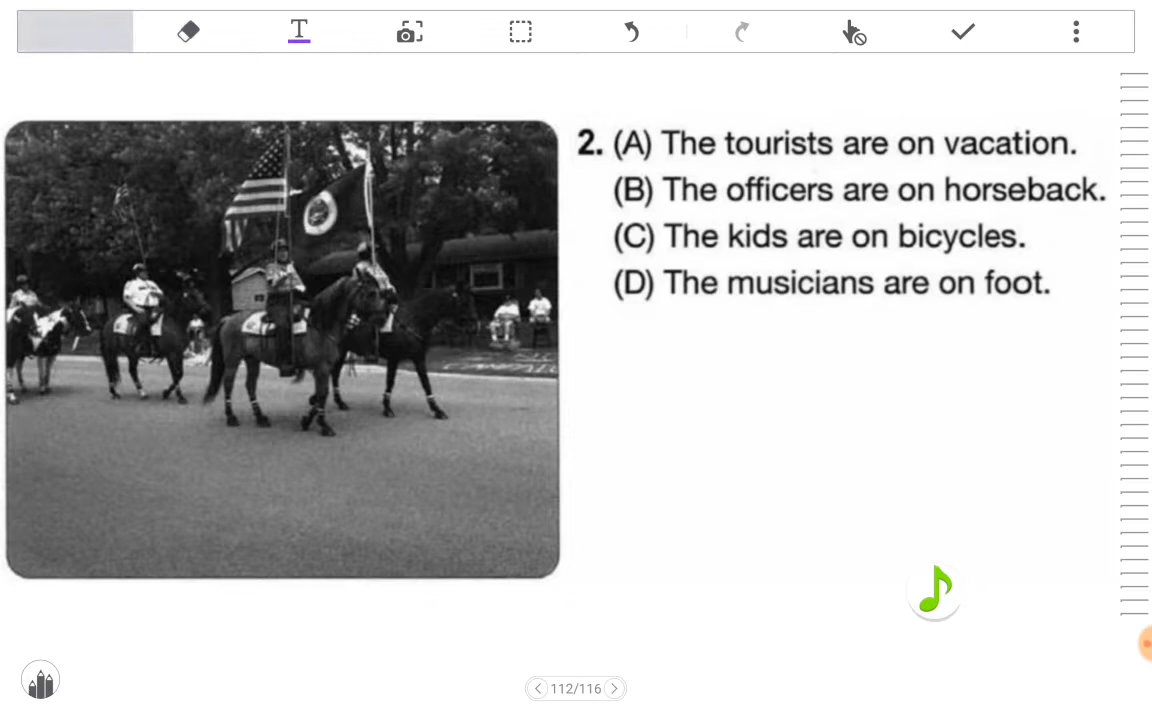 T
2. (A) The tourists are on vacation.
(B) The officers are on horseback.
(C) The kids are on bicycles.
(D) The musicians are on foot.
112/116